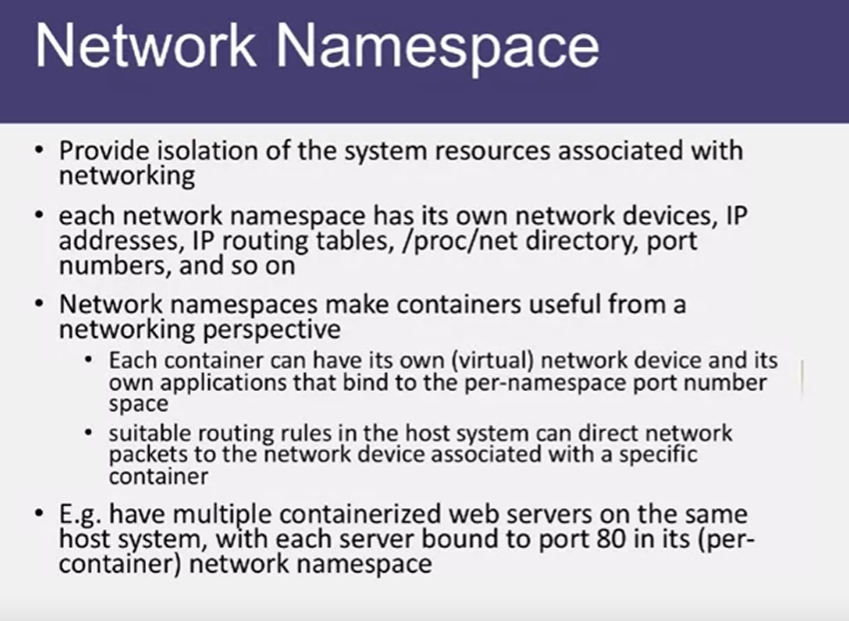 Network Namespace
• Provide isolation of the system resources associated with
networking
• each network namespace has its own network devices, IP
addresses, IP routing tables, /proc/net directory, port
numbers, and so on
• Network namespaces make containers useful from a
networking perspective
• Each container can have its own (virtual) network device and its
own applications that bind to the per-namespace port number
space
• suitable routing rules in the host system can direct network
packets to the network device associated with a specific
container
• E.g. have multiple containerized web servers on the same
host system, with each server bound to port 80 in its (per-
container) network namespace